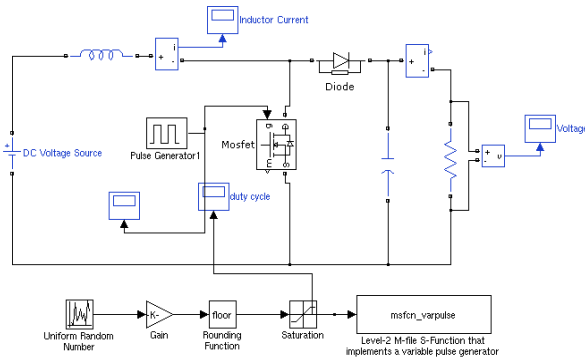 Inductor Current
i
+
-
i
+
-
Diode
Pulse Generator1
Mosfet
g
D
m
S
+
DC Voltage Source
+
-
v
Voltage
duty cycle
-K-
floor
msfcn_varpulse
Uniform Random
Number
Gain
Rounding
Function
Saturation
Level-2 M-file S-Function that
implements a variable pulse generator